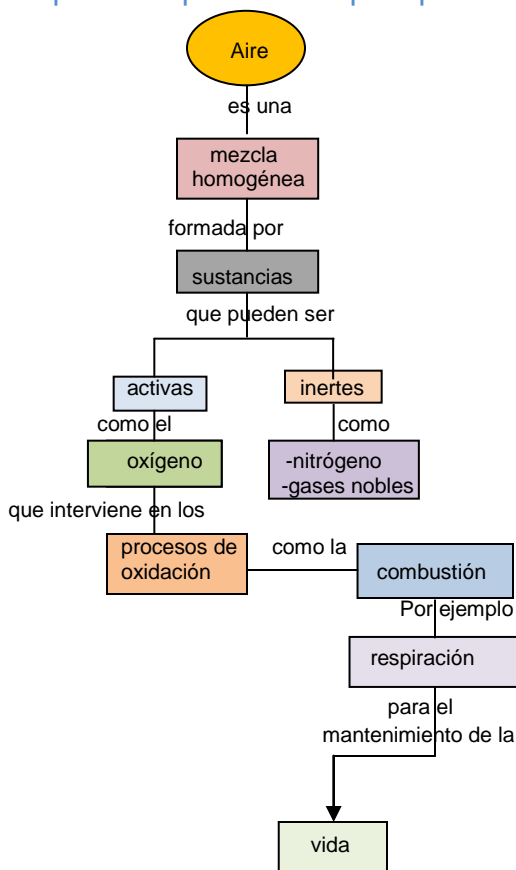 Aire
es una
mezcla
homogénea
formada por
sustancias
que pueden ser
activas
inertes
como el
como
oxígeno
-nitrógeno
-gases nobles
que interviene en los
procesos de
oxidación
como la
combustión
Por ejemplo
respiración
para el
mantenimiento de la
vida